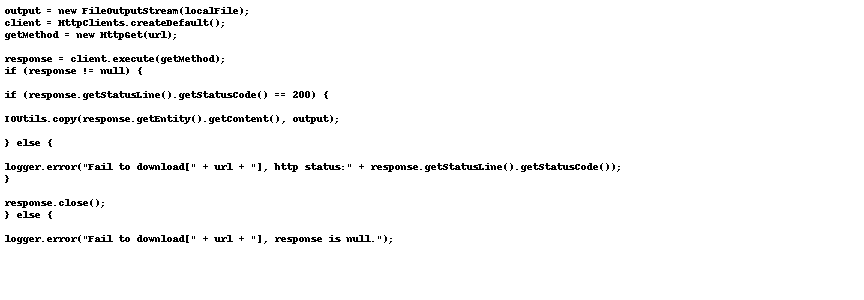 output = new FileOutputStream(localFile);
client = HttpClients.createDefault();
getMethod = new HttpGet(url);
response = client.execute(getMethod);
if (response != null) {
if (response.getStatusLine().getStatusCode() == 200) {
IOUtils.copy(response.getEntity().getContent(), output);
} else {
logger.error("Fail to download[" + url + "], http status:" + response.getStatusLine().getStatusCode());
}
response.close();
} else {
logger.error("Fail to download[" + url + "], response is null.");